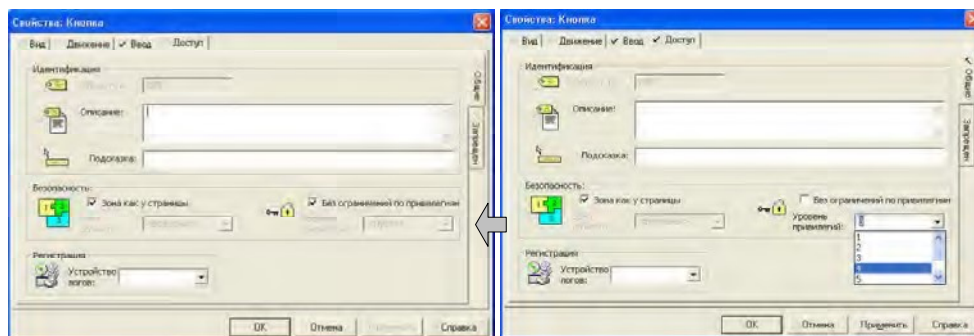 Свойства: Кнопка
Вид Движение Ввод Доступ
Идентификация
Описание:
Подсказка:
Общие
Запрещен
Безопасность:
Зона как у страницы
Без ограничений по привилегиям
Регистрация
Устройство логов:
OK Отмена Справка
Свойства: Кнопка
Вид Движение Ввод Доступ
Идентификация
Описание:
Подсказка:
Общие
Запрещен
Безопасность:
Зона как у страницы
Без ограничений по привилегиям
Уровень
привилегий:
1
2
3
4
5
Регистрация
Устройство
логов:
OK Отмена Применить Справка